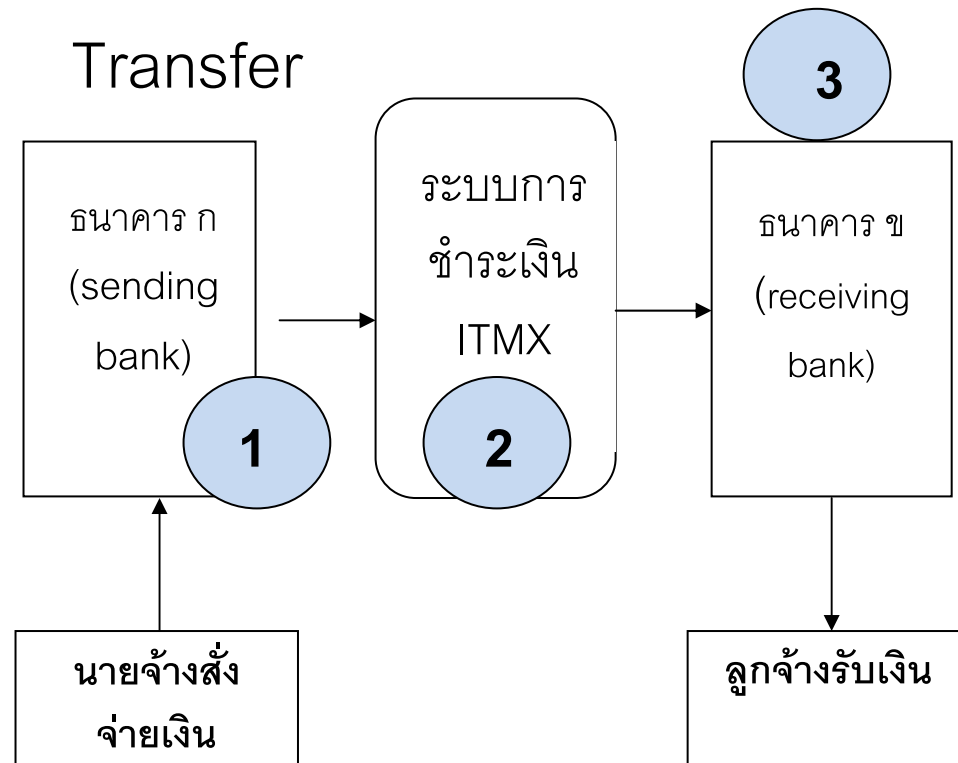 Transfer
3
ธนาคาร ก
(sending
bank)
1
ระบบการ
ชำระเงิน
ITMX
2
ธนาคาร ข
(receiving
bank)
นายจ้างสั่ง
จ่ายเงิน
ลูกจ้างรับเงิน